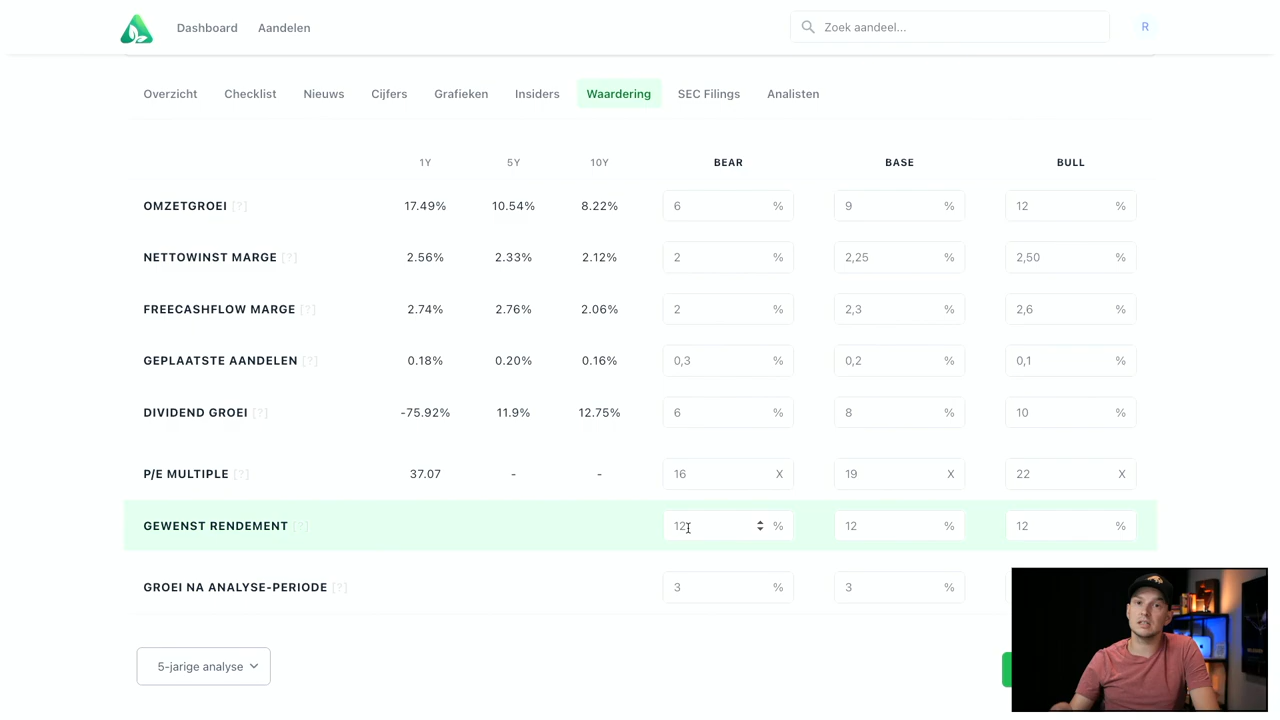 Dashboard Aandelen Zoek aandeel... R
Overzicht Checklist Nieuws Cijfers Grafieken Insiders Waardering SEC Filings Analisten
1Y 5Y 10Y BEAR BASE BULL
OMZETGROEI [?] 17.49% 10.54% 8.22% 6 % 9 % 12 %
NETTOWINST MARGE [?] 2.56% 2.33% 2.12% 2 % 2,25 % 2,50 %
FREECASHFLOW MARGE [?] 2.74% 2.76% 2.06% 2 % 2,3 % 2,6 %
GEPLAATSTE AANDELEN [?] 0.18% 0.20% 0.16% 0,3 % 0,2 % 0,1 %
DIVIDEND GROEI [?] -75.92% 11.9% 12.75% 6 % 8 % 10 %
P/E MULTIPLE [?] 37.07 - - 16 X 19 X 22 X
GEWENST RENDEMENT [?] 12 % 12 % 12 %
GROEI NA ANALYSE-PERIODE [?] 3 % 3 %
5-jarige analyse